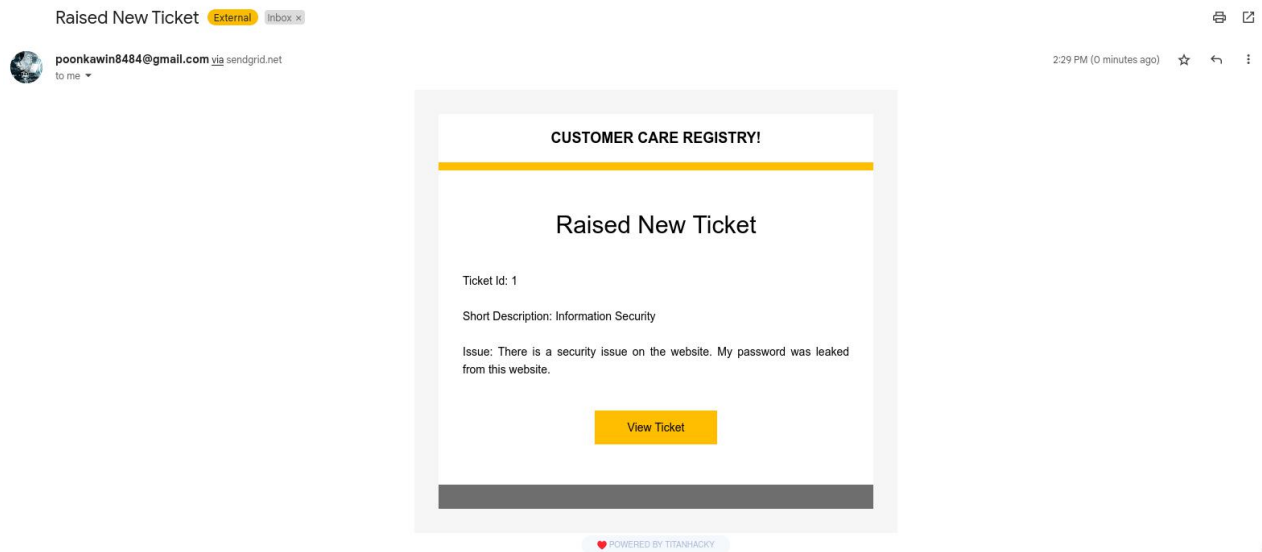 Raised New Ticket External Inbox ×
poonkawin8484@gmail.com via sendgrid.net 2:29 PM (0 minutes ago)
to me
CUSTOMER CARE REGISTRY!
Raised New Ticket
Ticket Id: 1
Short Description: Information Security
Issue: There is a security issue on the website. My password was leaked
from this website.
View Ticket
POWERED BY TITANHACKY